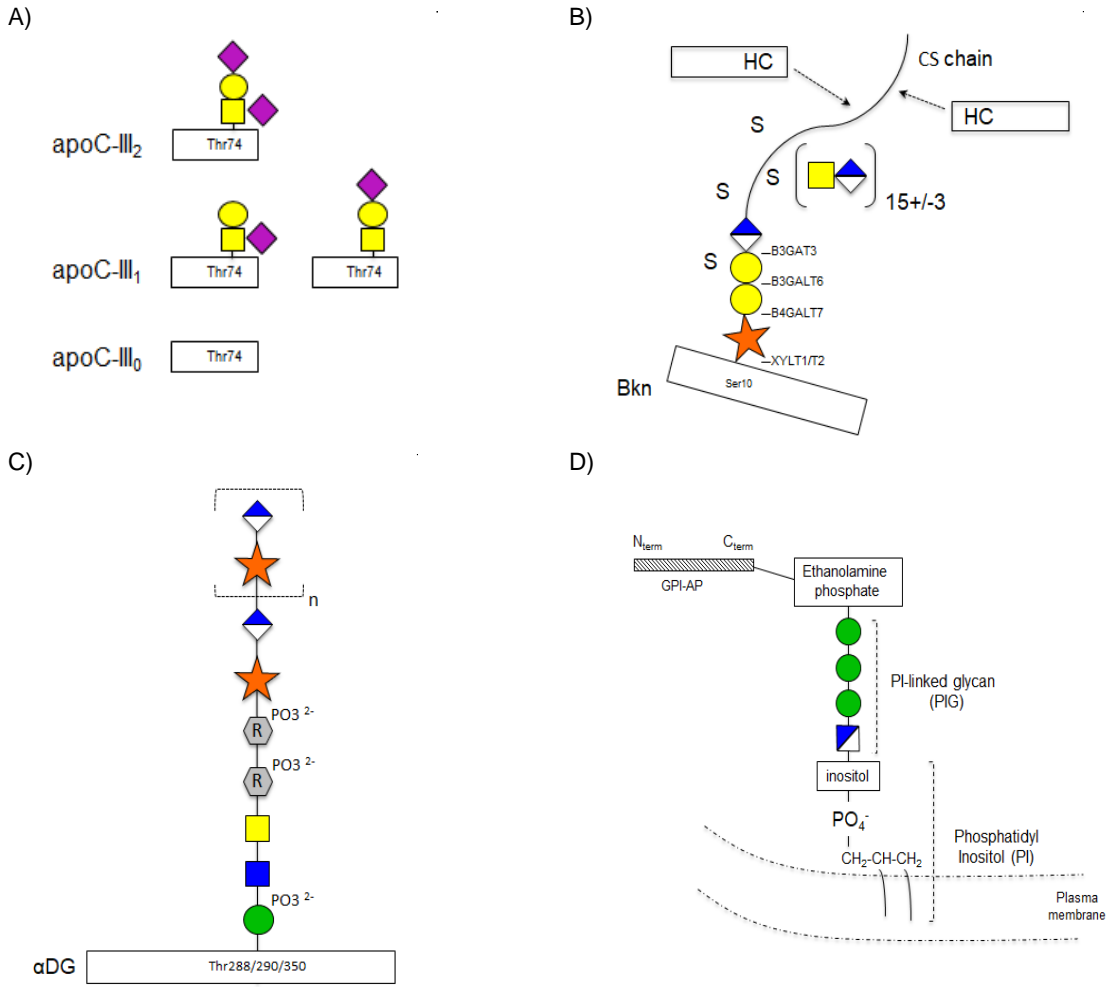 A)
apoC-III2
Thr74
apoC-III1
Thr74
Thr74
apoC-III0
Thr74
B)
HC
CS chain
HC
S
S
S
15+/-3
S
B3GAT3
B3GALT6
B4GALT7
XYLT1/T2
Ser10
Bkn
C)
n
PO3 2-
R
PO3 2-
R
PO3 2-
αDG
Thr288/290/350
D)
Nterm
Cterm
GPI-AP
Ethanolamine
phosphate
PI-linked glycan
(PIG)
inositol
PO4-
CH2-CH-CH2
Phosphatidyl
Inositol (PI)
Plasma
membrane